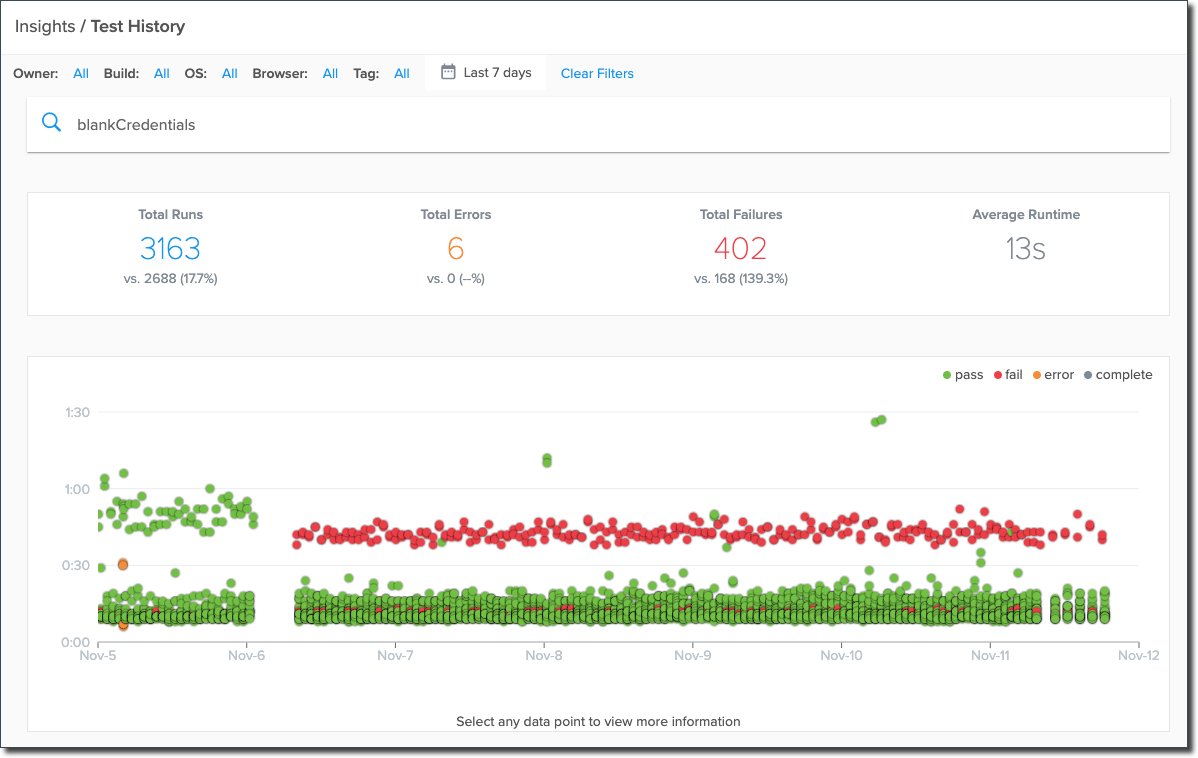 Insights / Test History
Owner: All Build: All OS: All Browser: All Tag: All Last 7 days Clear Filters
blankCredentials
Total Runs Total Errors Total Failures Average Runtime
3163 6 402 13s
vs. 2688 (17.7%) vs. 0 (--%) vs. 168 (139.3%)
pass fail error complete
1:30
1:00
0:30
0:00
Nov-5 Nov-6 Nov-7 Nov-8 Nov-9 Nov-10 Nov-11 Nov-12
Select any data point to view more information